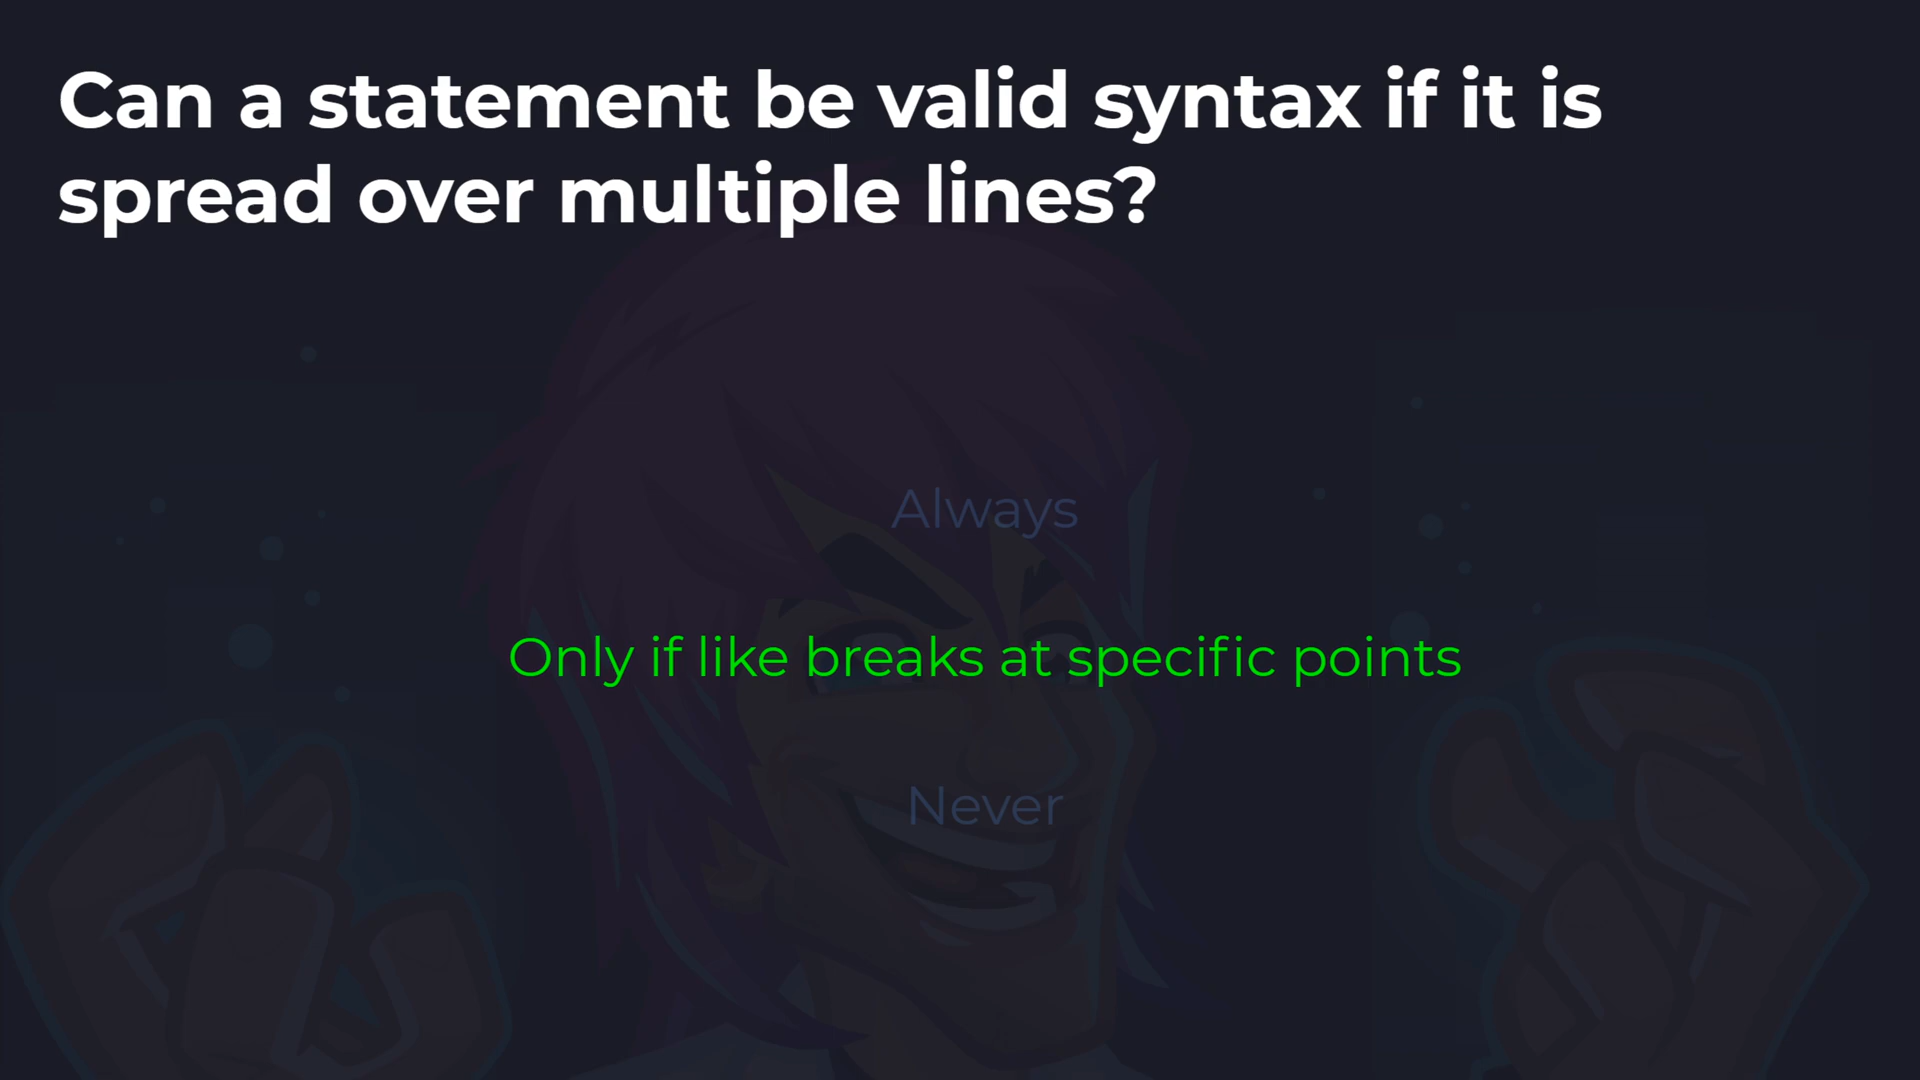 Can a statement be valid syntax if it is
spread over multiple lines?
Always
Only if like breaks at specific points
Never